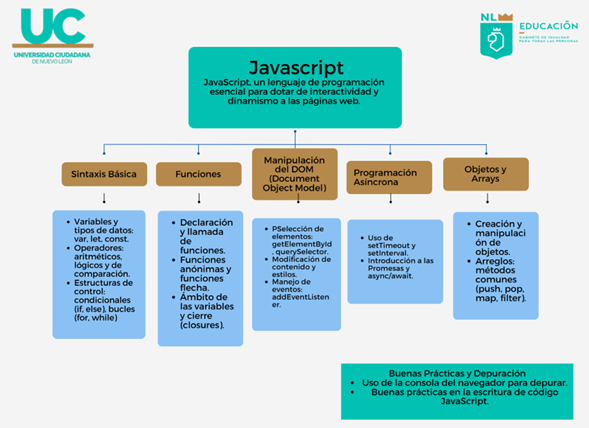 UC
UNIVERSIDAD CIUDADANA
DE NUEVO LEÓN
NL
EDUCACIÓN
GABINETE DE IGUALDAD
PARA TODAS LAS PERSONAS
Javascript
JavaScript, un lenguaje de programación
esencial para dotar de interactividad y
dinamismo a las páginas web.
Sintaxis Básica
Funciones
Manipulación
del DOM
(Document
Object Model)
Programación
Asíncrona
Objetos y
Arrays
• Variables y
tipos de datos:
var, let, const.
• Operadores:
aritméticos,
lógicos y de
comparación.
• Estructuras de
control:
condicionales
(if, else), bucles
(for, while)
• Declaración
y llamada
de
funciones.
• Funciones
anónimas y
funciones
flecha.
• Ámbito de
las variables
y cierre
(closures).
• PSelección de
elementos:
getElementById
, querySelector.
• Modificación de
contenido y
estilos.
• Manejo de
eventos:
addEventListen
er.
• Uso de
setTimeout y
setInterval.
• Introducción a las
Promesas y
async/await.
• Creación y
manipulaci
ón de
objetos.
• Arreglos:
métodos
comunes
(push, pop,
map, filter).
Buenas Prácticas y Depuración
• Uso de la consola del navegador para depurar.
• Buenas prácticas en la escritura de código
JavaScript.